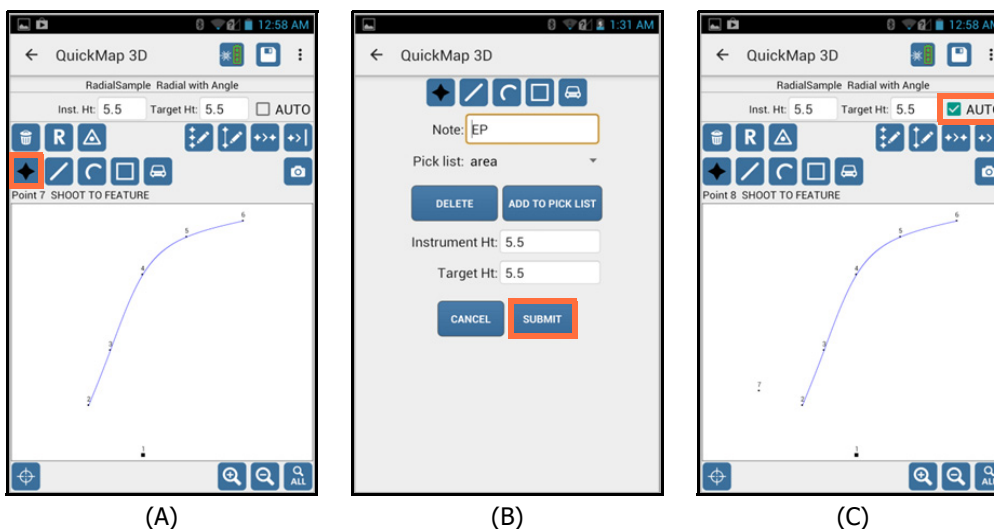 12:58 AM
QuickMap 3D
RadialSample Radial with Angle
Inst. Ht: 5.5 Target Ht: 5.5 AUTO
R
Point 7 SHOOT TO FEATURE
6
5
4
3
2
1
ALL
(A)
1:31 AM
QuickMap 3D
Note: EP
Pick list: area
DELETE ADD TO PICK LIST
Instrument Ht: 5.5
Target Ht: 5.5
CANCEL SUBMIT
(B)
12:58 AM
QuickMap 3D
RadialSample Radial with Angle
Inst. Ht: 5.5 Target Ht: 5.5 AUTO
R
Point 8 SHOOT TO FEATURE
6
5
4
3
7
2
1
ALL
(C)